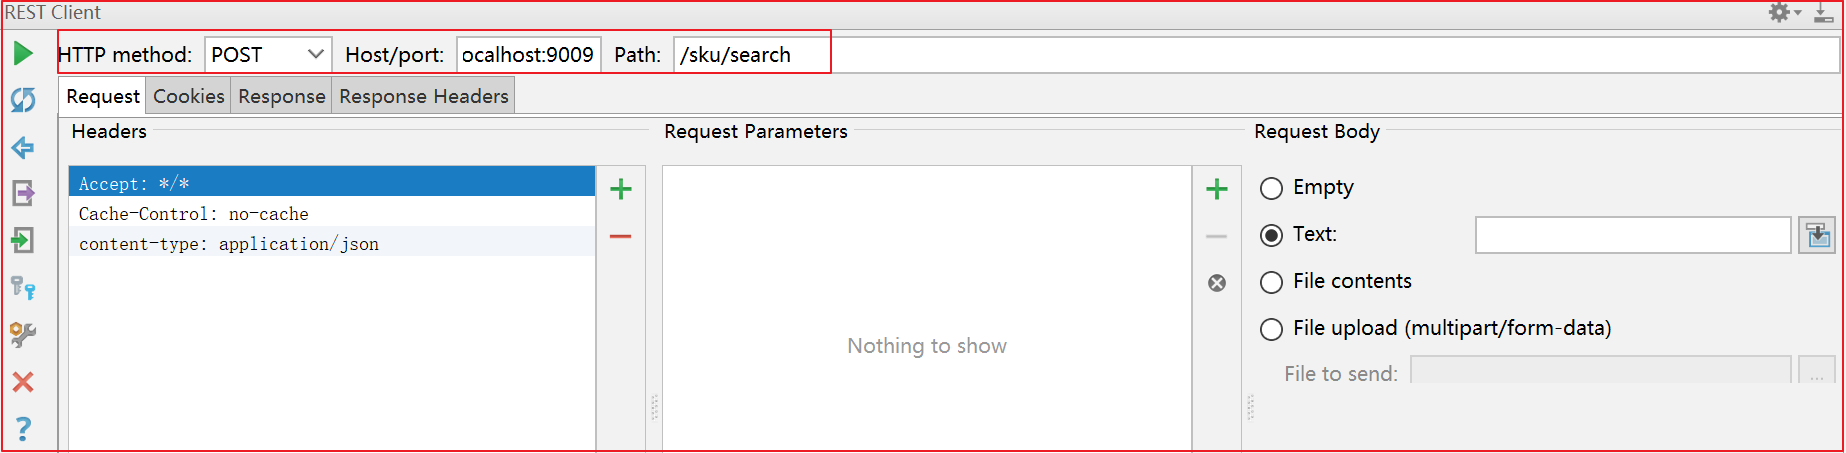 REST Client
HTTP method: POST Host/port: ocalhost:9009 Path: /sku/search
Request Cookies Response Response Headers
Headers
Accept: */*
Cache-Control: no-cache
content-type: application/json
Request Parameters
Nothing to show
Request Body
Empty
Text:
File contents
File upload (multipart/form-data)
File to send: ...